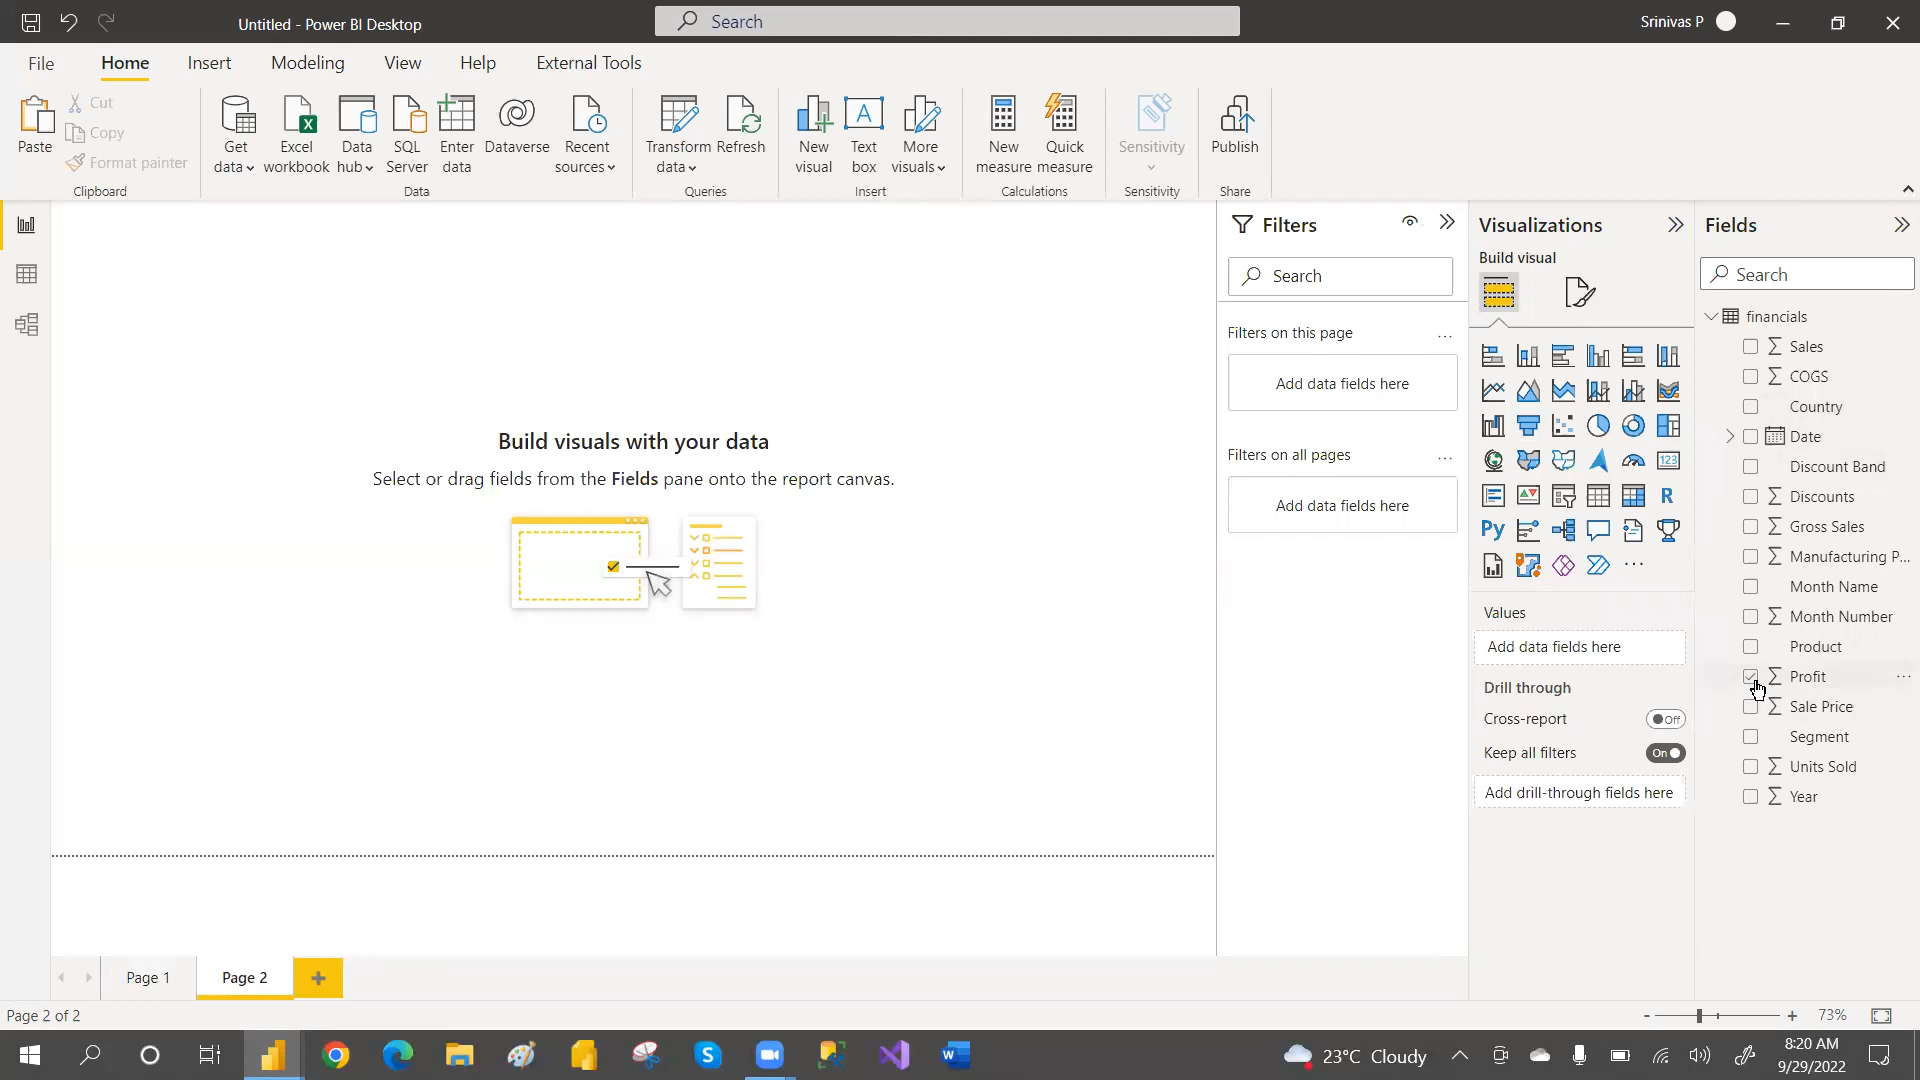 Untitled - Power BI Desktop
Search
Srinivas P
File
Home
Insert
Modeling
View
Help
External Tools
Paste
Cut
Copy
Format painter
Clipboard
Get data
Excel workbook
Data hub
SQL Server
Enter data
Dataverse
Recent sources
Data
Transform data
Refresh
Queries
New visual
A
Text box
More visuals
Insert
New measure
Quick measure
Calculations
Sensitivity
Sensitivity
Publish
Share
Build visuals with your data
Select or drag fields from the Fields pane onto the report canvas.
Filters
Search
Filters on this page
...
Add data fields here
Filters on all pages
...
Add data fields here
Visualizations
Build visual
123
R
Py
...
Values
Add data fields here
Drill through
Cross-report
Off
Keep all filters
On
Add drill-through fields here
Fields
Search
financials
Sales
COGS
Country
Date
Discount Band
Discounts
Gross Sales
Manufacturing P...
Month Name
Month Number
Product
Profit
...
Sale Price
Segment
Units Sold
Year
Page 1
Page 2
+
Page 2 of 2
- + 73%
23°C Cloudy
8:20 AM
9/29/2022